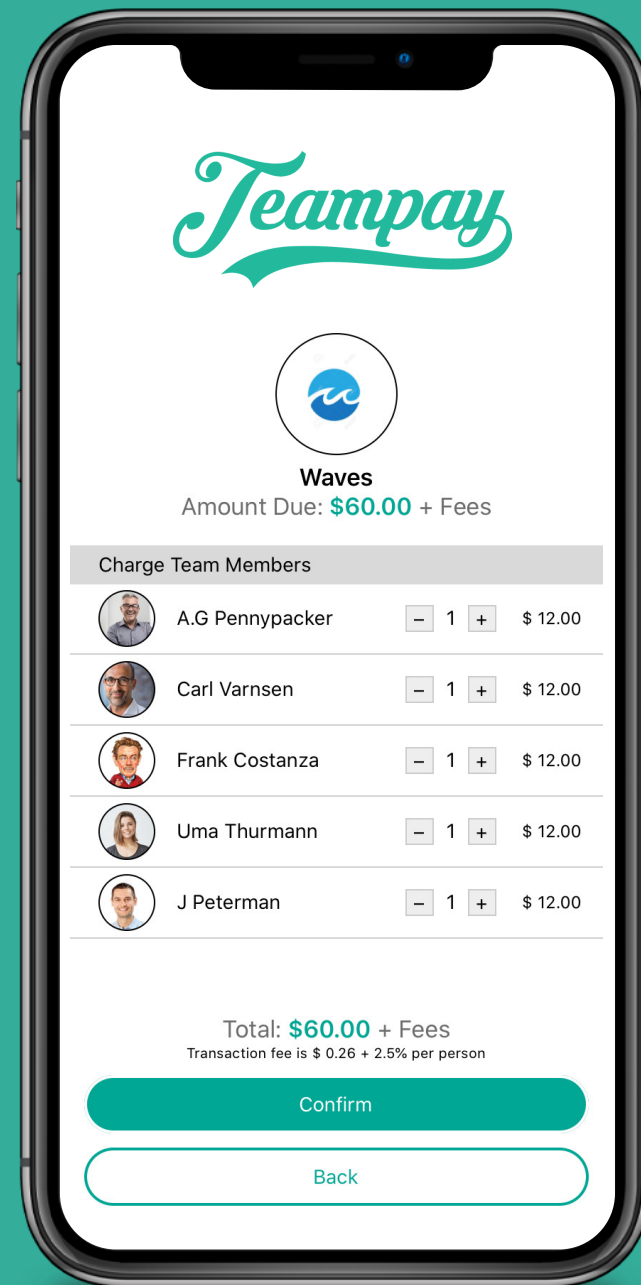 Teampay
Waves
Amount Due: $60.00 + Fees
Charge Team Members
A.G Pennypacker – 1 + $ 12.00
Carl Varnsen – 1 + $ 12.00
Frank Costanza – 1 + $ 12.00
Uma Thurmann – 1 + $ 12.00
J Peterman – 1 + $ 12.00
Total: $60.00 + Fees
Transaction fee is $ 0.26 + 2.5% per person
Confirm
Back